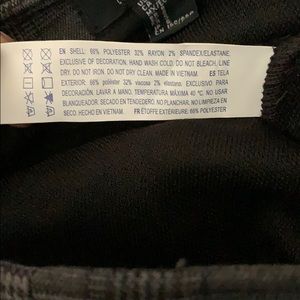 EN SHELL: 66% POLYESTER 32% RAYON 2% SPANDEX/ELASTANE
EXCLUSIVE OF DECORATION. HAND WASH COLD. DO NOT BLEACH. LINE
DRY. DO NOT IRON. DO NOT DRY CLEAN. MADE IN VIETNAM. ES TELA
EXTERIOR: 66% poliéster 32% viscosa 2% elastano. EXCLUSIVO DE
DECORACIÓN. LAVAR A MANO, TEMPERATURA MÁXIMA 40 ºC. NO USAR
BLANQUEADOR. SECADO EN TENDEDERO. NO PLANCHAR. NO LIMPIEZA EN
SECO. HECHO EN VIETNAM. FR ÉTOFFE EXTÉRIEURE: 66% POLYESTER